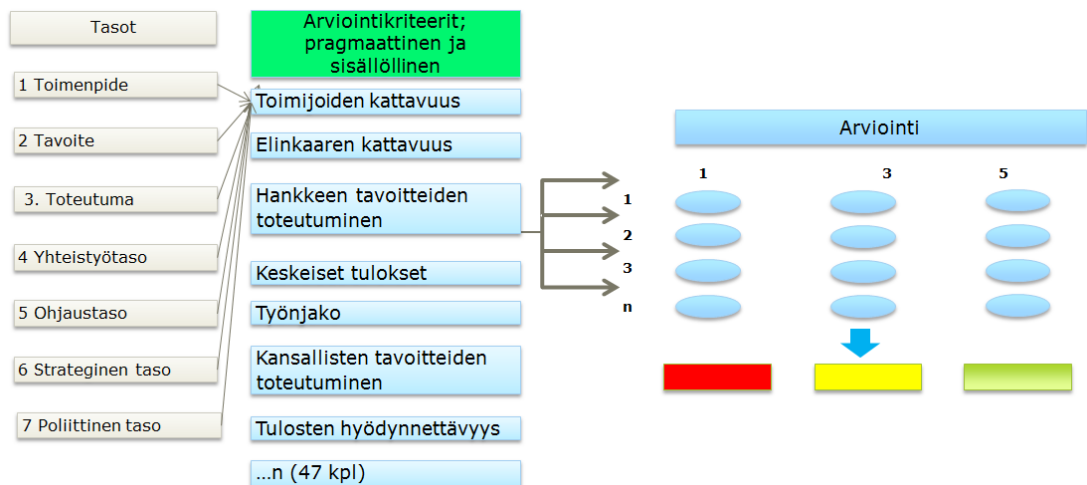 Tasot
1 Toimenpide
2 Tavoite
3. Toteutuma
4 Yhteistyötaso
5 Ohjaustaso
6 Strateginen taso
7 Poliittinen taso
Arviointikriteerit;
pragmaattinen ja
sisällöllinen
Toimijoiden kattavuus
Elinkaaren kattavuus
Hankkeen tavoitteiden
toteutuminen
Keskeiset tulokset
Työnjako
Kansallisten tavoitteiden
toteutuminen
Tulosten hyödynnettävyys
...n (47 kpl)
Arviointi
1 3 5
1
2
3
n